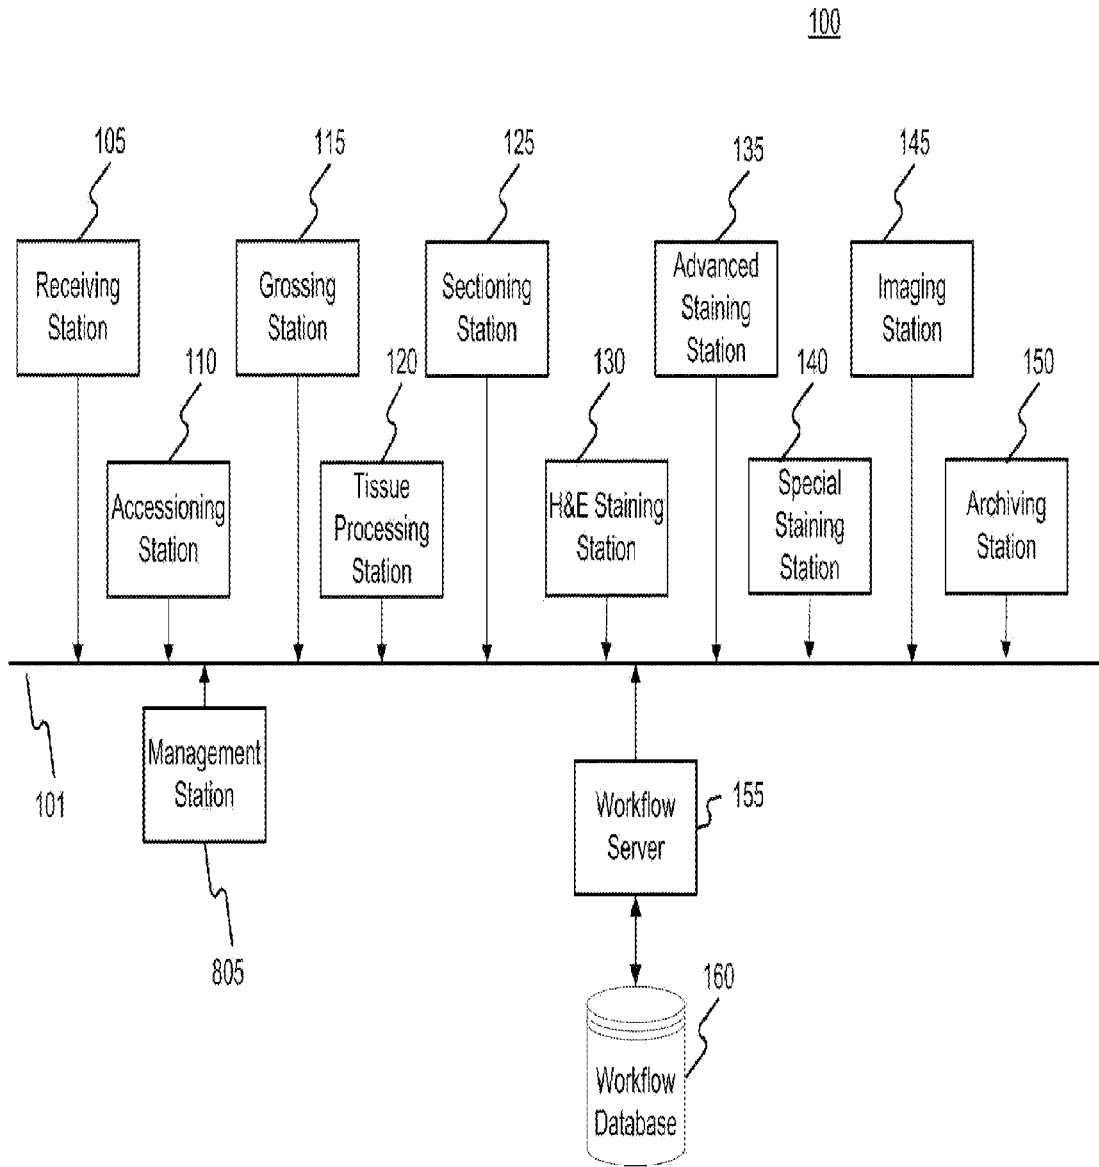 100
105
115
125
135
145
Receiving
Station
Grossing
Station
Sectioning
Station
Advanced
Staining
Station
Imaging
Station
110
120
130
140
150
Accessioning
Station
Tissue
Processing
Station
H&E Staining
Station
Special
Staining
Station
Archiving
Station
101
Management
Station
805
Workflow
Server
155
160
Workflow
Database